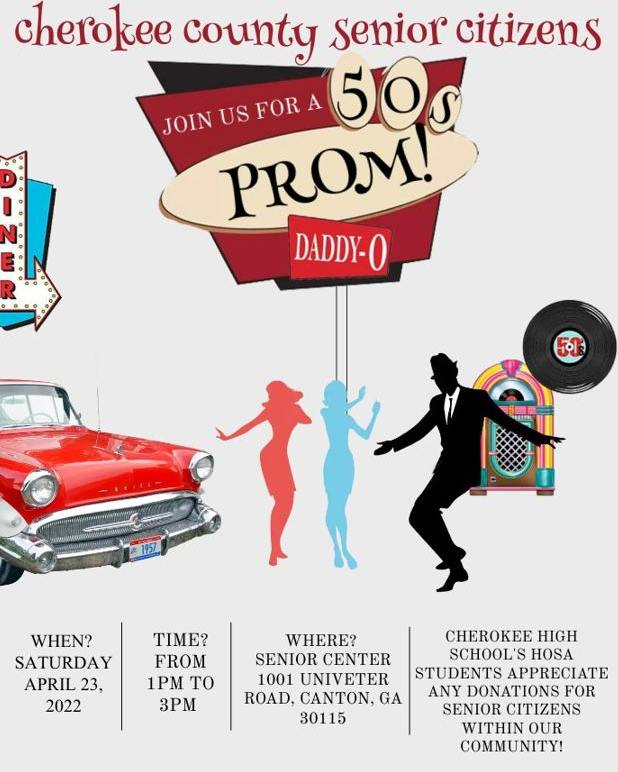 cherokee county senior citizens
JOIN US FOR A 50s
PROM!
DADDY-O
DINER
50s
BUICK
1957
WHEN?
SATURDAY
APRIL 23,
2022
TIME?
FROM
1PM TO
3PM
WHERE?
SENIOR CENTER
1001 UNIVETER
ROAD, CANTON, GA
30115
CHEROKEE HIGH
SCHOOL'S HOSA
STUDENTS APPRECIATE
ANY DONATIONS FOR
SENIOR CITIZENS
WITHIN OUR
COMMUNITY!